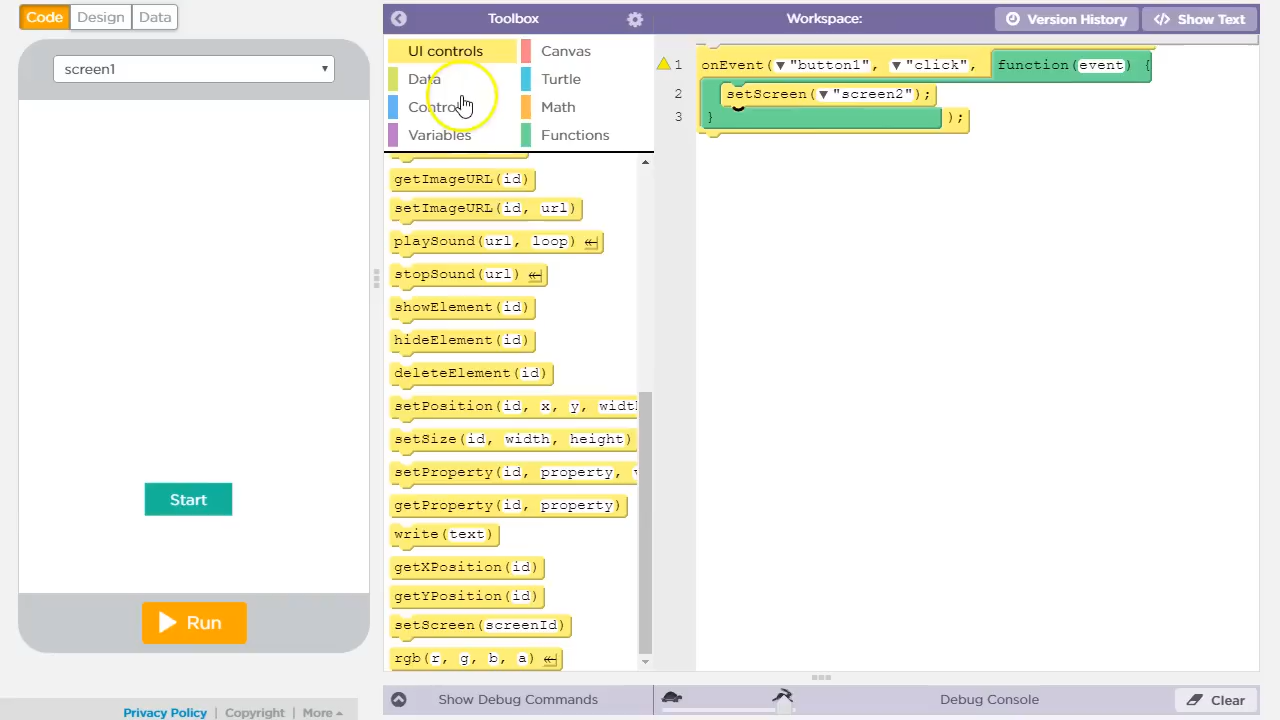 Code Design Data
Toolbox
Workspace:
Version History
</> Show Text
screen1
UI controls
Canvas
Data
Turtle
Control
Math
Variables
Functions
getImageURL(id)
setImageURL(id, url)
playSound(url, loop)
stopSound(url)
showElement(id)
hideElement(id)
deleteElement(id)
setPosition(id, x, y, width
setSize(id, width, height)
setProperty(id, property,
getProperty(id, property)
write(text)
getXPosition(id)
getYPosition(id)
setScreen(screenId)
rgb(r, g, b, a)
1 onEvent(▼"button1", ▼"click", function(event) {
2 setScreen(▼"screen2");
3 } );
Start
Run
Show Debug Commands
Debug Console
Clear
Privacy Policy | Copyright | More